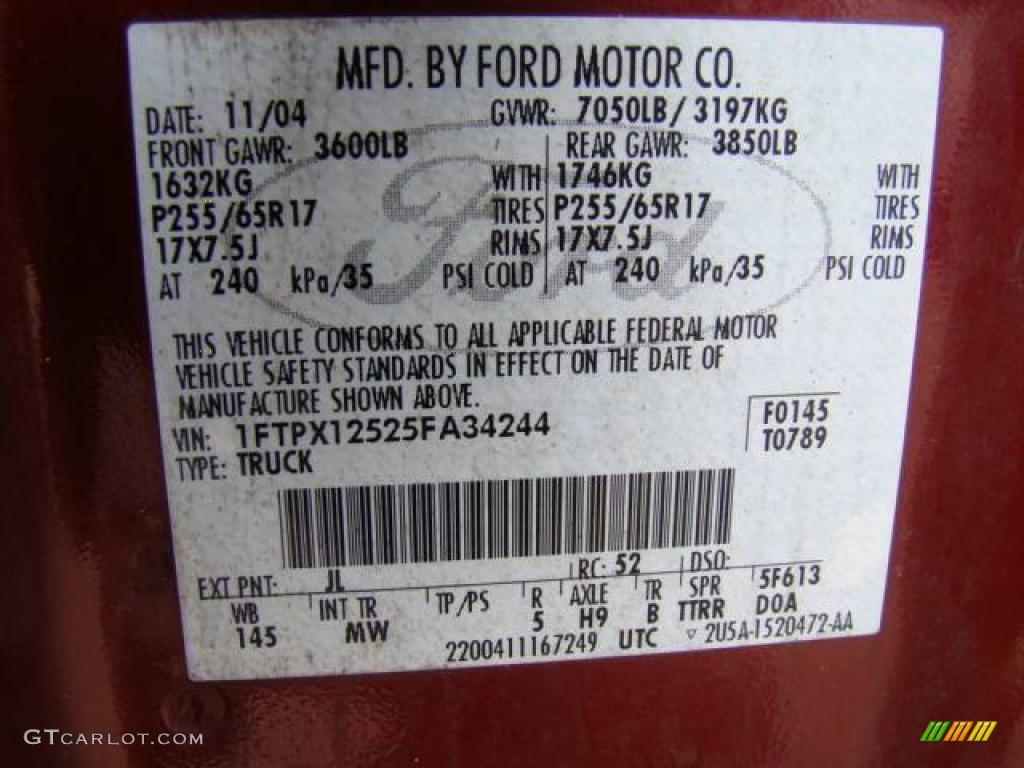 MFD. BY FORD MOTOR CO.
DATE: 11/04 GVWR: 7050LB/3197KG
FRONT GAWR: 3600LB REAR GAWR: 3850LB
1632KG WITH 1746KG WITH
P255/65R17 TIRES P255/65R17 TIRES
17X7.5J RIMS 17X7.5J RIMS
AT 240 kPa/35 PSI COLD AT 240 kPa/35 PSI COLD
Ford
THIS VEHICLE CONFORMS TO ALL APPLICABLE FEDERAL MOTOR
VEHICLE SAFETY STANDARDS IN EFFECT ON THE DATE OF
MANUFACTURE SHOWN ABOVE.
VIN: 1FTPX12525FA34244 F0145
TYPE: TRUCK T0789
EXT PNT: JL RC: 52 DSO:
WB INT TR TP/PS R AXLE TR SPR 5F613
145 MW 5 H9 B TTRR DOA
2200411167249 UTC ▽ 2U5A-1520472-AA
GTCARLOT.COM